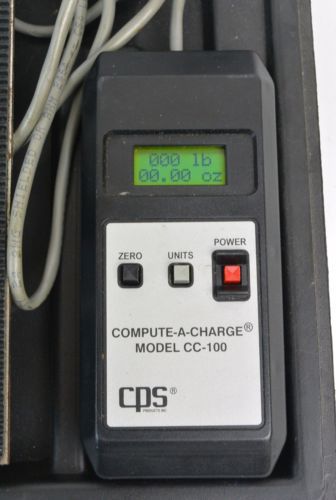 000 lb
00.00 oz
ZERO UNITS POWER
COMPUTE-A-CHARGE®
MODEL CC-100
cps®
PRODUCTS INC